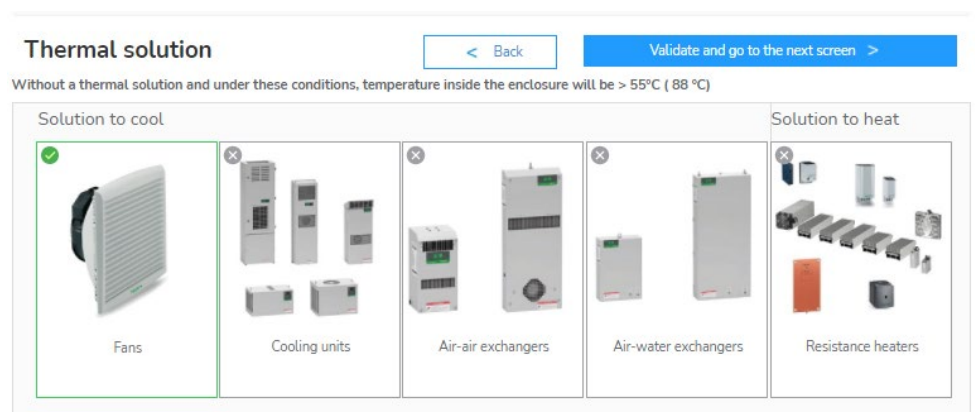 Thermal solution
< Back
Validate and go to the next screen >
Without a thermal solution and under these conditions, temperature inside the enclosure will be > 55°C ( 88 °C)
Solution to cool
Solution to heat
Fans
Cooling units
Air-air exchangers
Air-water exchangers
Resistance heaters